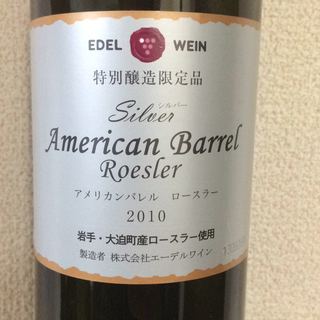 EDEL WEIN
特別醸造限定品
シルバー
Silver
American Barrel
Roesler
アメリカンバレル ロースラー
2010
岩手・大迫町産ロースラー使用
製造者 株式会社エーデルワイン